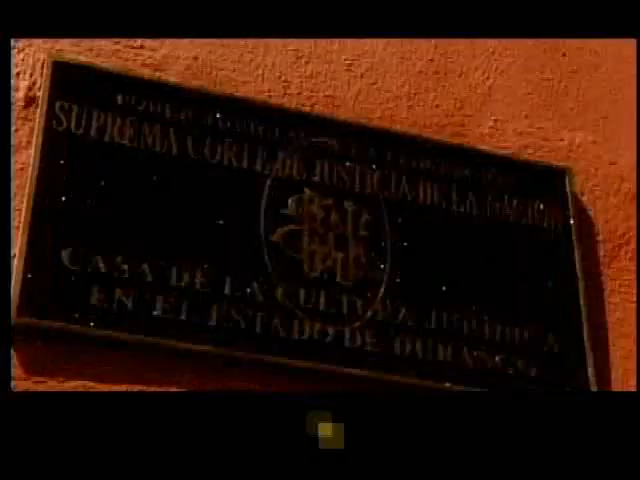 SUPREMA CORTE DE JUSTICIA DE LA NACIÓN
CASA DE LA CULTURA JURÍDICA
EN EL ESTADO DE DURANGO